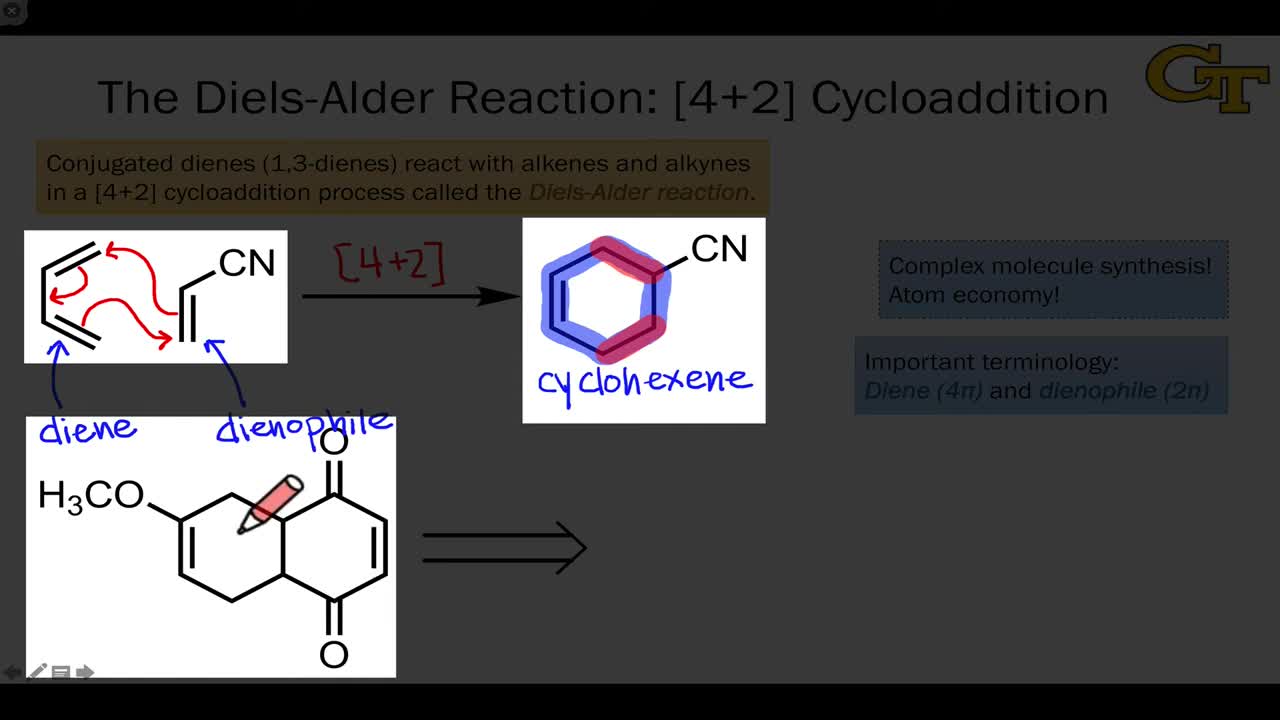 The Diels-Alder Reaction: [4+2] Cycloaddition
GT
Conjugated dienes (1,3-dienes) react with alkenes and alkynes
in a [4+2] cycloaddition process called the Diels-Alder reaction.
CN
[4+2]
CN
cyclohexene
Complex molecule synthesis!
Atom economy!
Important terminology:
Diene (4π) and dienophile (2π)
diene
dienophile
O
H₃CO
O